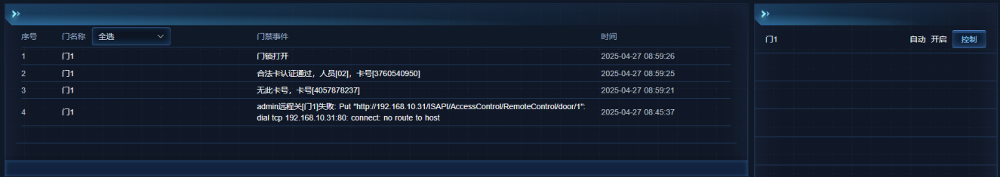 序号 门名称 全选 门禁事件 时间
1 门1 门锁打开 2025-04-27 08:59:26
2 门1 合法卡认证通过，人员[02]，卡号[3760540950] 2025-04-27 08:59:25
3 门1 无此卡号，卡号[4057878237] 2025-04-27 08:59:21
4 门1 admin远程关[门1]失败: Put "http://192.168.10.31/ISAPI/AccessControl/RemoteControl/door/1": 2025-04-27 08:45:37
dial tcp 192.168.10.31:80: connect: no route to host
门1 自动 开启 控制